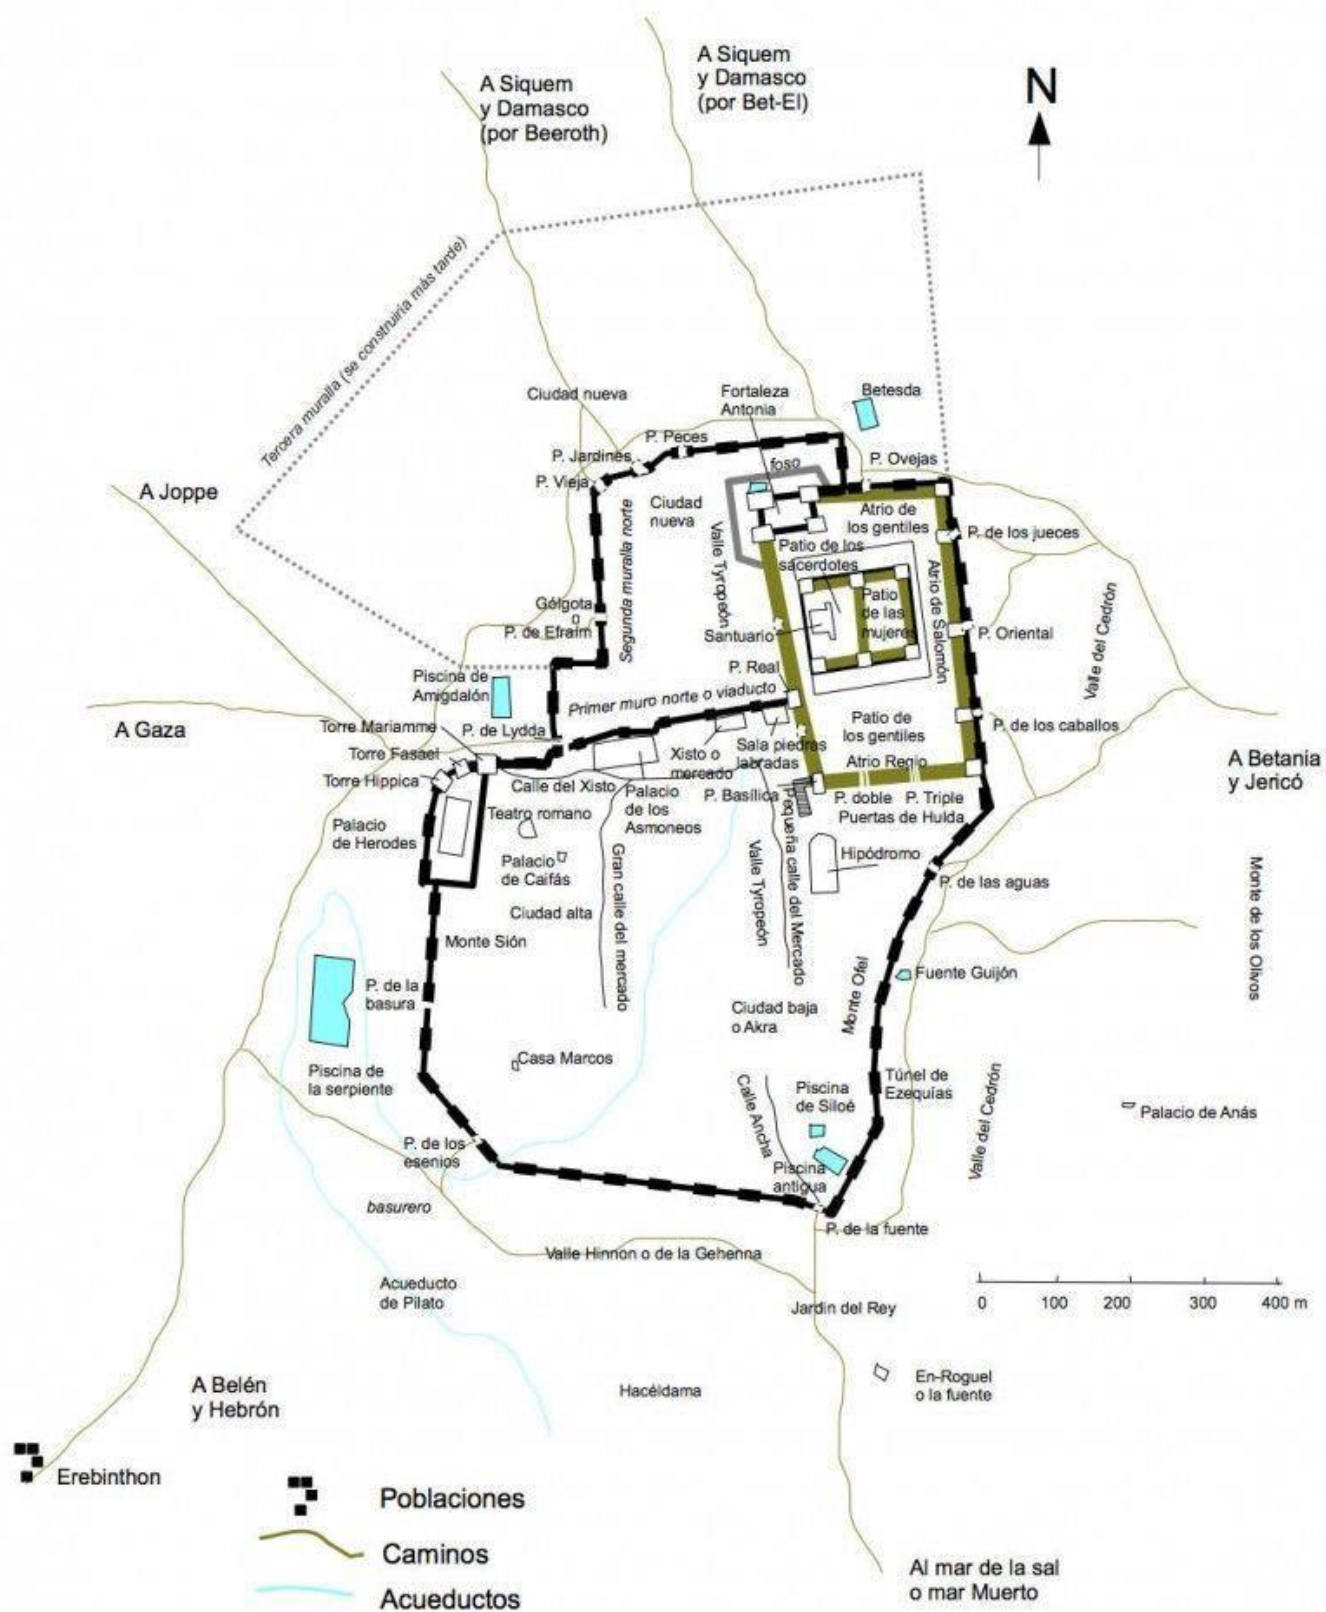 A Siquem
y Damasco
(por Bet-El)
A Siquem
y Damasco
(por Beeroth)
N
Tercera muralla (se construiría más tarde)
Ciudad nueva
Fortaleza
Antonia
Betesda
P. Peces
P. Jardines
P. Vieja
foso
P. Ovejas
A Joppe
Ciudad
nueva
Segunda muralla norte
Valle Tyropeón
Atrio de
los gentiles
P. de los jueces
Patio de los
sacerdotes
Patio
de las
mujeres
Atrio de Salomón
Valle del Cedrón
Gólgota
P. de Efraim
Santuario
P. Oriental
P. Real
Piscina de
Amigdalón
Primer muro norte o viaducto
A Gaza
Torre Mariamme
P. de Lydda
Torre Fasael
Torre Hippica
Xisto o
mercado
Sala piedras
labradas
Patio de
los gentiles
P. de los caballos
Atrio Regio
A Betania
y Jericó
Calle del Xisto
Palacio
de los
Asmoneos
P. Basílica
P. doble
P. Triple
Puertas de Hulda
Palacio
de Herodes
Teatro romano
Palacio
de Caifás
Gran calle del mercado
Valle Tyropeón
Pequeña calle del Mercado
Hipódromo
P. de las aguas
Monte de los Olivos
Ciudad alta
Monte Sión
P. de la
basura
Monte Ofel
Fuente Guijón
Ciudad baja
o Akra
Casa Marcos
Piscina de
la serpiente
Calle Ancha
Piscina
de Siloé
Túnel de
Ezequías
Valle del Cedrón
Palacio de Anás
P. de los
esenios
Piscina
antigua
basurero
P. de la fuente
Valle Hinnon o de la Gehenna
Acueducto
de Pilato
Jardin del Rey
0 100 200 300 400 m
A Belén
y Hebrón
Hacéldama
En-Roguel
o la fuente
Erebinthon
Poblaciones
Caminos
Acueductos
Al mar de la sal
o mar Muerto